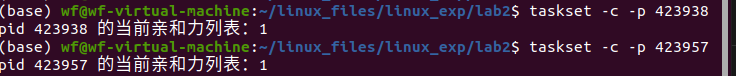 (base) wf@wf-virtual-machine:~/linux_files/linux_exp/lab2$ taskset -c -p 423938
pid 423938 的当前亲和力列表：1
(base) wf@wf-virtual-machine:~/linux_files/linux_exp/lab2$ taskset -c -p 423957
pid 423957 的当前亲和力列表：1